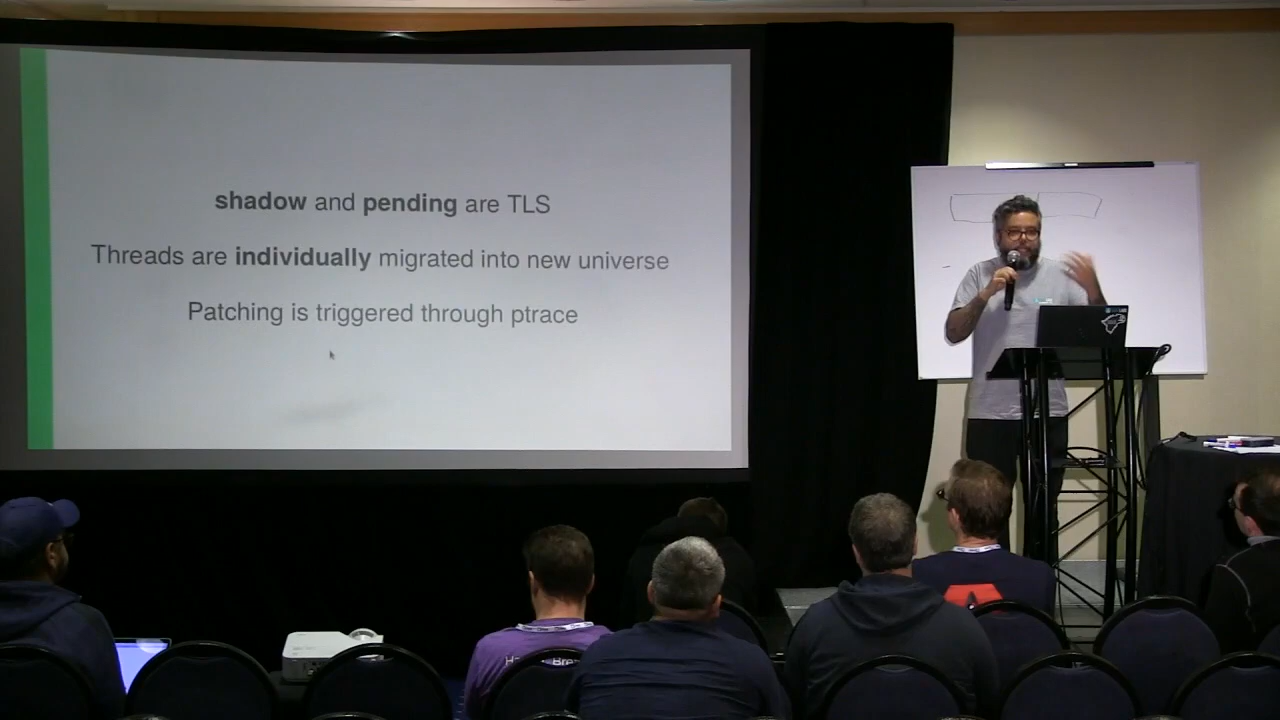 shadow and pending are TLS
Threads are individually migrated into new universe
Patching is triggered through ptrace